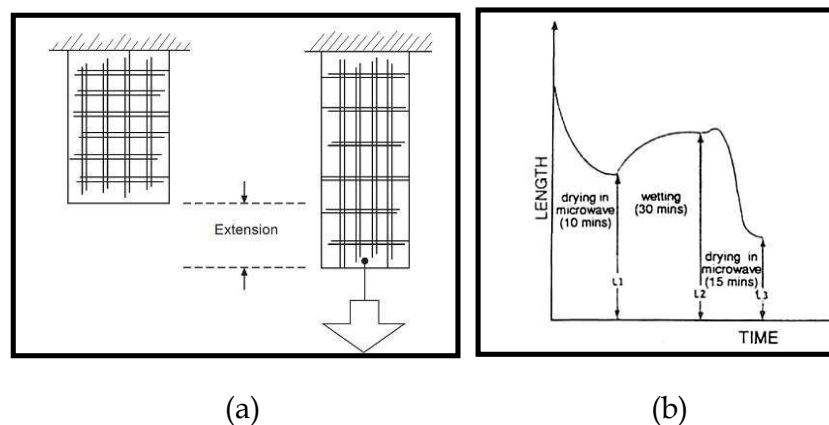 Extension
LENGTH
drying in
microwave
(10 mins)
wetting
(30 mins)
drying in
microwave
(15 mins)
L1
L2
L3
TIME
(a)
(b)